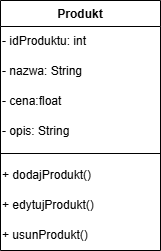 Produkt
- idProduktu: int
- nazwa: String
- cena:float
- opis: String
+ dodajProdukt()
+ edytujProdukt()
+ usunProdukt()